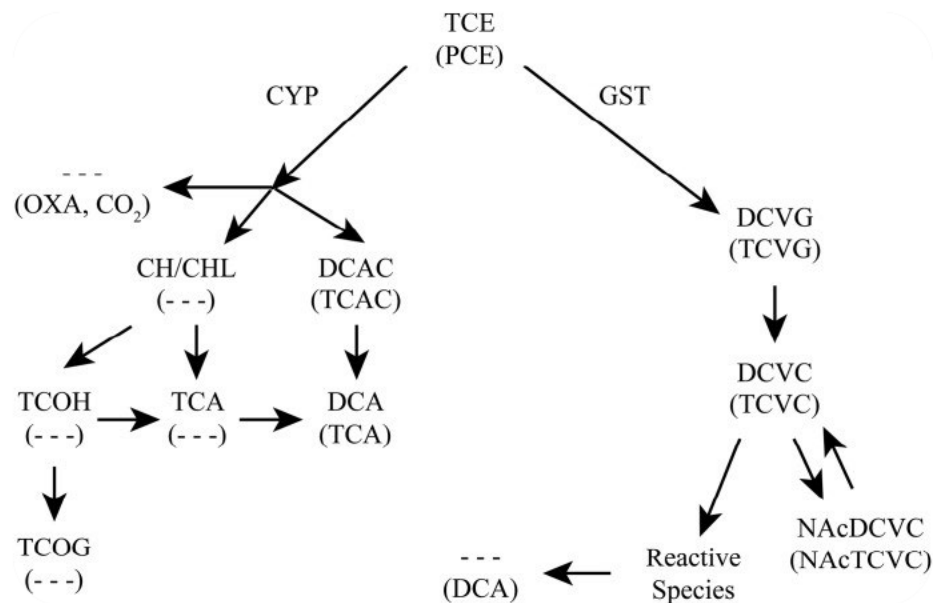 TCE
(PCE)
CYP
GST
- - -
(OXA, CO₂)
DCVG
(TCVG)
CH/CHL
(- - -)
DCAC
(TCAC)
DCVC
(TCVC)
TCOH
(- - -)
TCA
(- - -)
DCA
(TCA)
NAcDCVC
(NAcTCVC)
TCOG
(- - -)
Reactive
Species
- - -
(DCA)